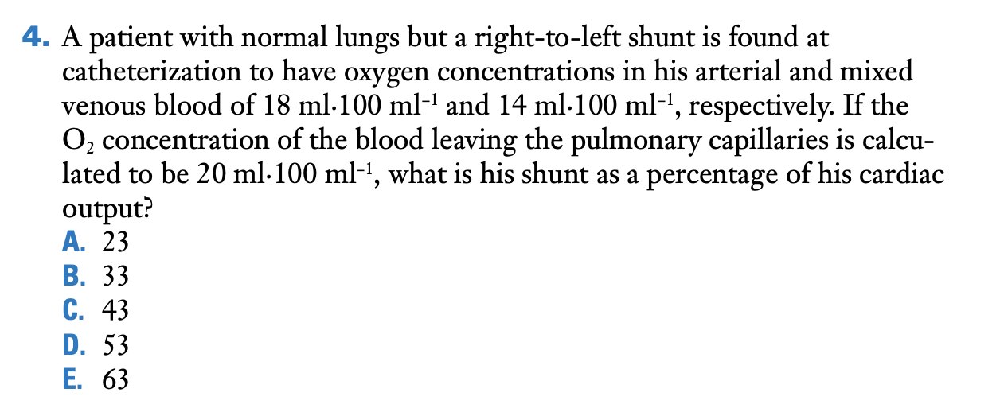 4. A patient with normal lungs but a right-to-left shunt is found at
catheterization to have oxygen concentrations in his arterial and mixed
venous blood of 18 ml·100 ml⁻¹ and 14 ml·100 ml⁻¹, respectively. If the
O₂ concentration of the blood leaving the pulmonary capillaries is calcu-
lated to be 20 ml·100 ml⁻¹, what is his shunt as a percentage of his cardiac
output?
A. 23
B. 33
C. 43
D. 53
E. 63